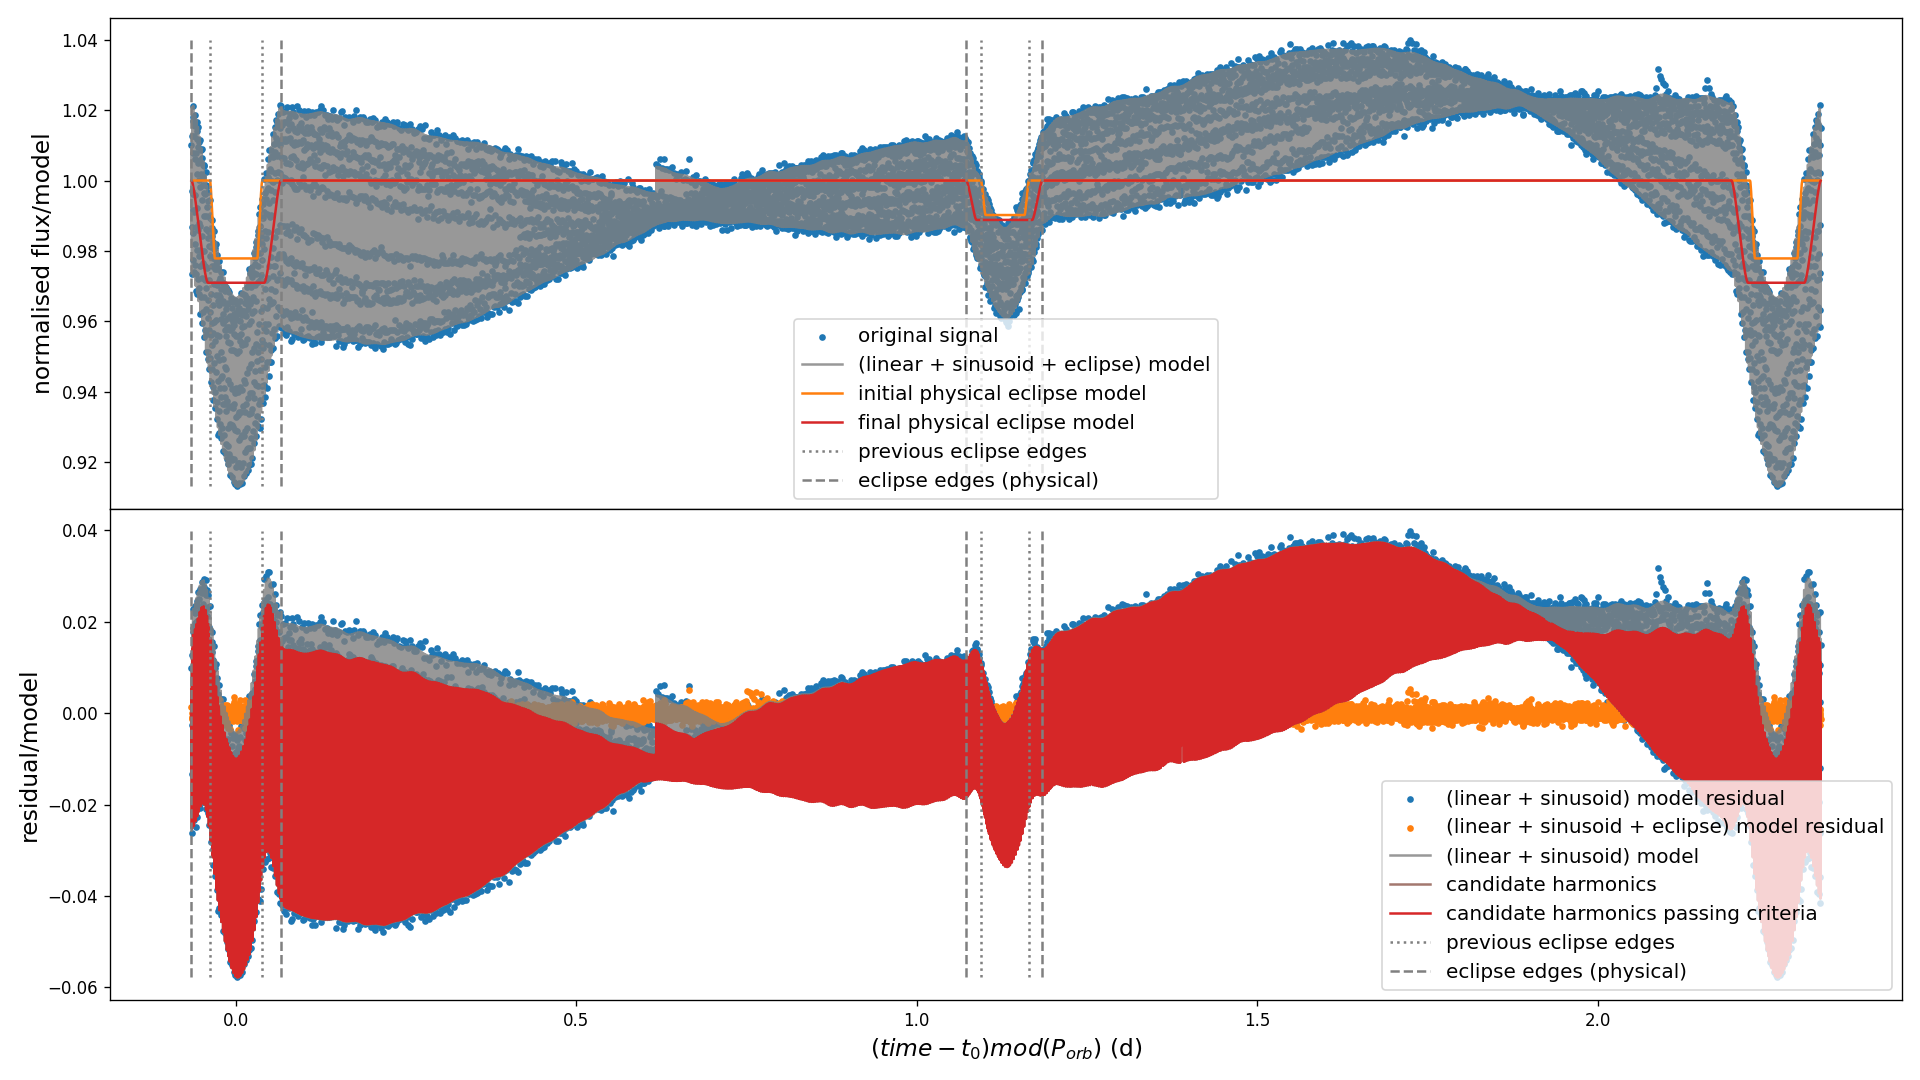 1.04
1.02
1.00
0.98
0.96
0.94
0.92
normalised flux/model
original signal
(linear + sinusoid + eclipse) model
initial physical eclipse model
final physical eclipse model
previous eclipse edges
eclipse edges (physical)
0.04
0.02
0.00
−0.02
−0.04
−0.06
residual/model
(linear + sinusoid) model residual
(linear + sinusoid + eclipse) model residual
(linear + sinusoid) model
candidate harmonics
candidate harmonics passing criteria
previous eclipse edges
eclipse edges (physical)
0.0 0.5 1.0 1.5 2.0
(time − t₀)mod(P_orb) (d)